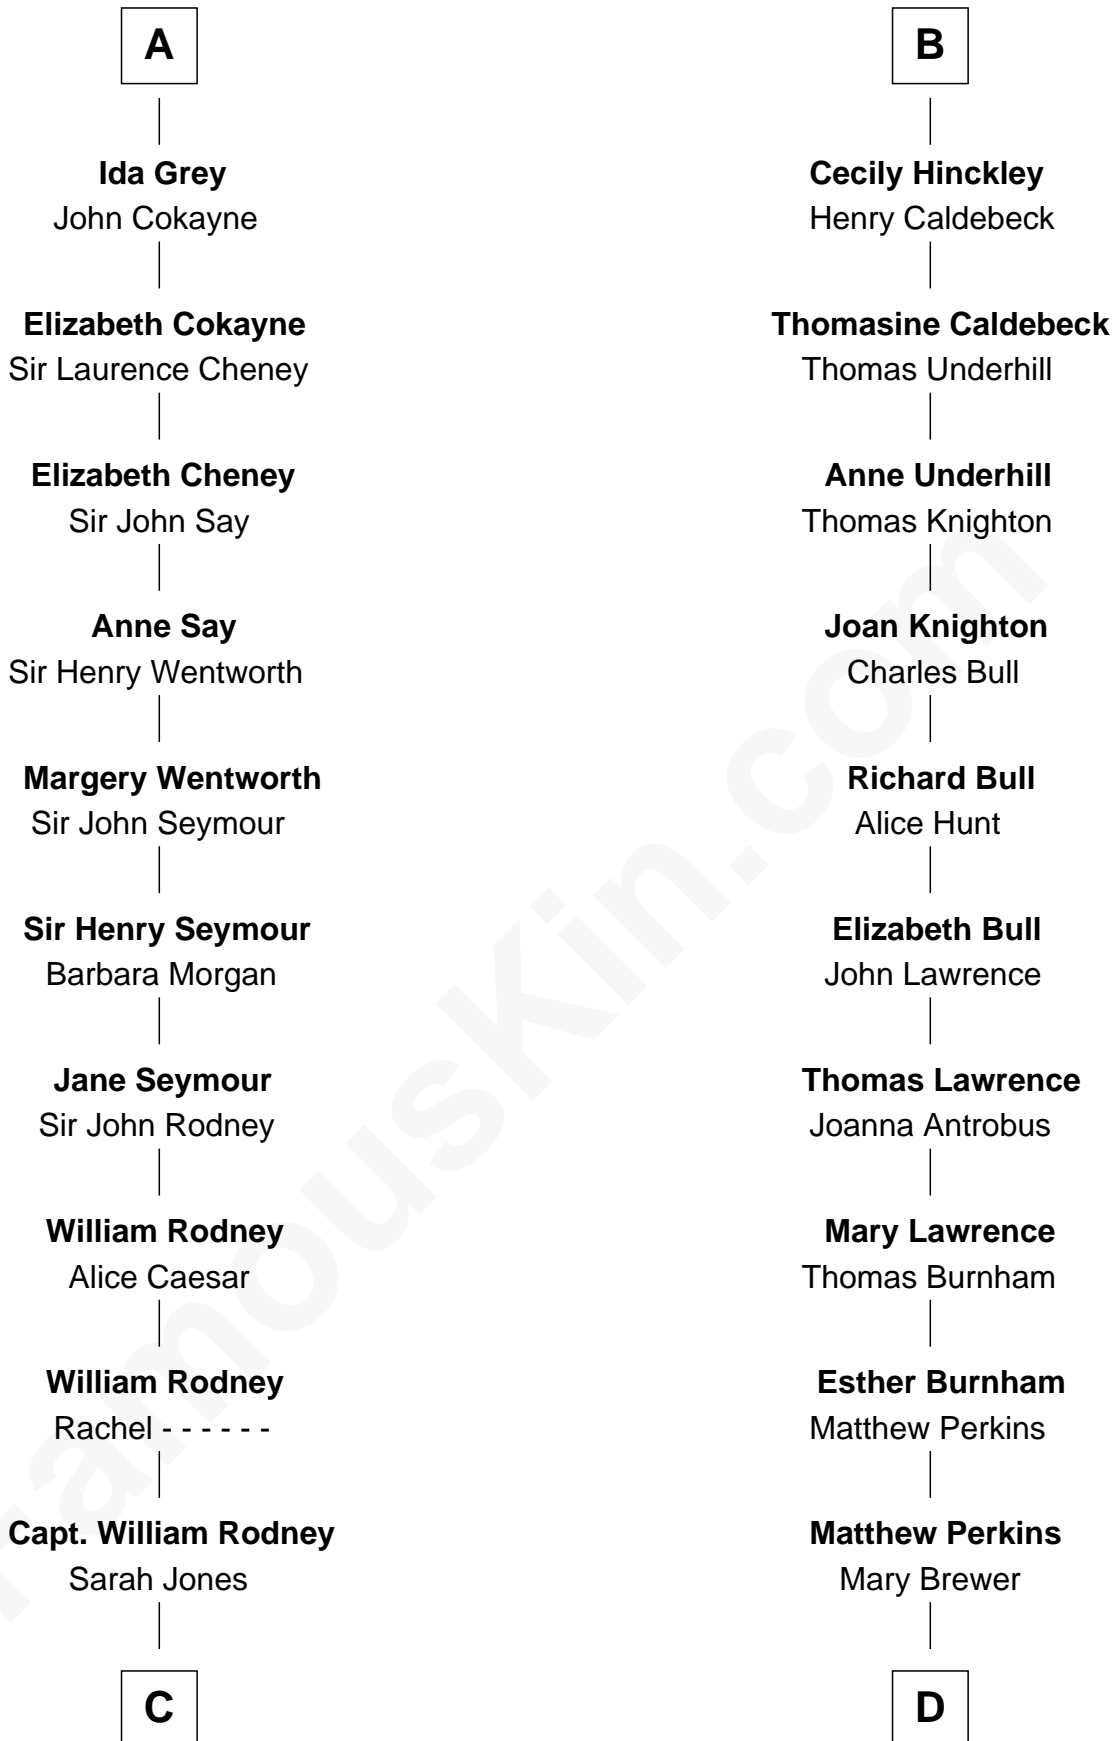 A
Ida Grey
John Cokayne
Elizabeth Cokayne
Sir Laurence Cheney
Elizabeth Cheney
Sir John Say
Anne Say
Sir Henry Wentworth
Margery Wentworth
Sir John Seymour
Sir Henry Seymour
Barbara Morgan
Jane Seymour
Sir John Rodney
William Rodney
Alice Caesar
William Rodney
Rachel - - - - - -
Capt. William Rodney
Sarah Jones
C
B
Cecily Hinckley
Henry Caldebeck
Thomasine Caldebeck
Thomas Underhill
Anne Underhill
Thomas Knighton
Joan Knighton
Charles Bull
Richard Bull
Alice Hunt
Elizabeth Bull
John Lawrence
Thomas Lawrence
Joanna Antrobus
Mary Lawrence
Thomas Burnham
Esther Burnham
Matthew Perkins
Matthew Perkins
Mary Brewer
D
FamousKin.com